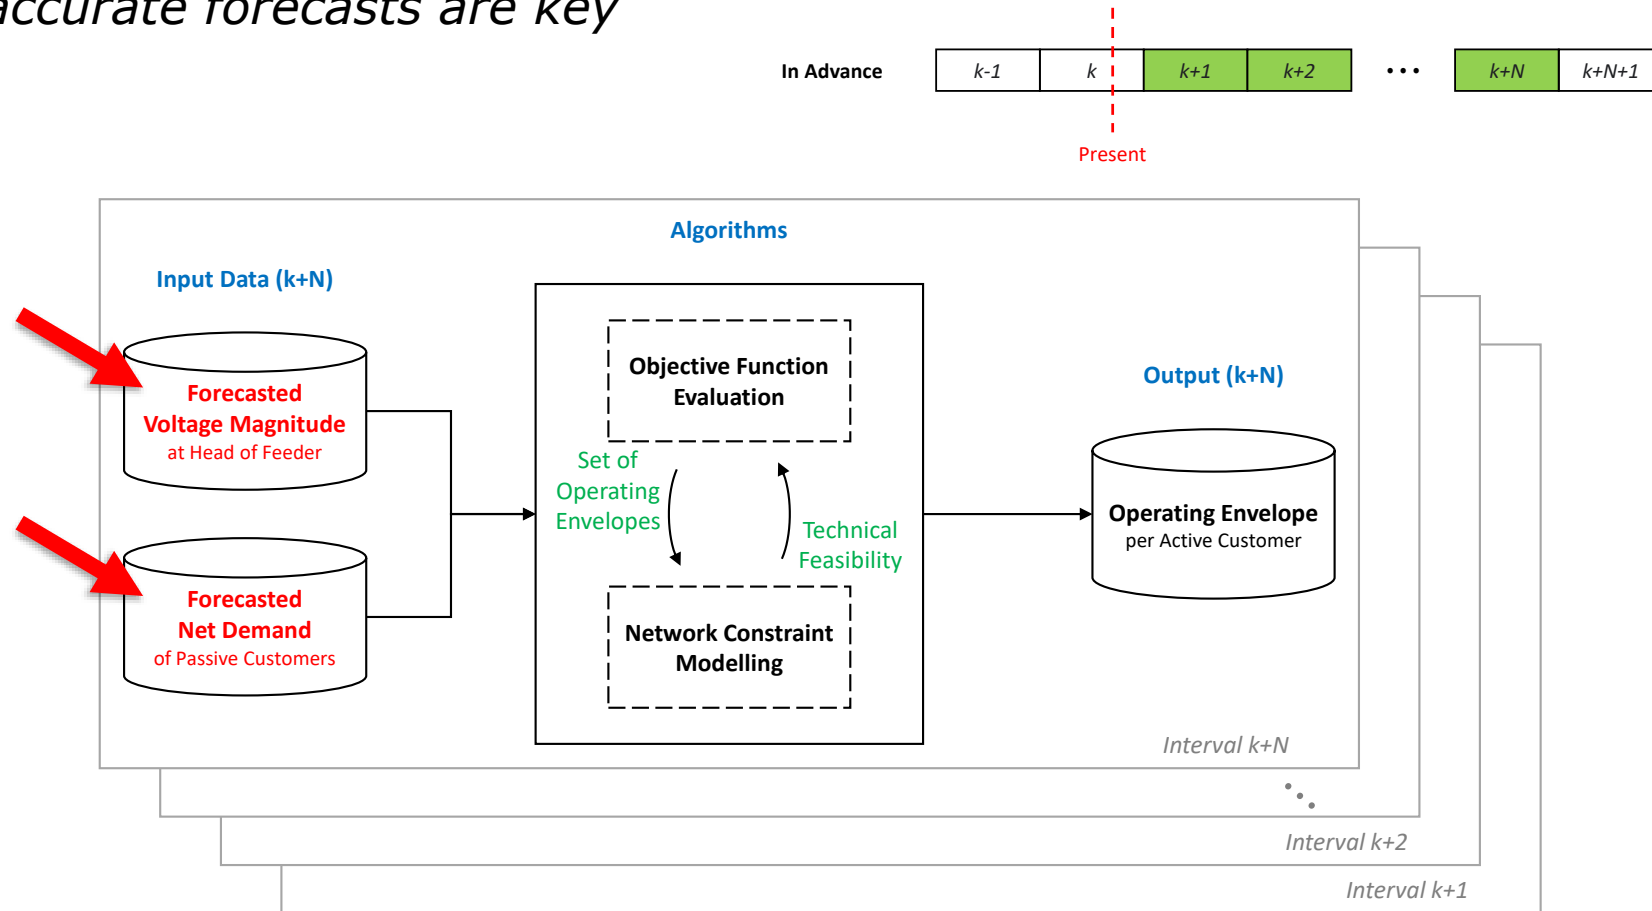 accurate forecasts are key
In Advance
k-1 k k+1 k+2 ... k+N k+N+1
Present
Algorithms
Input Data (k+N)
Forecasted
Voltage Magnitude
at Head of Feeder
Forecasted
Net Demand
of Passive Customers
Objective Function
Evaluation
Set of
Operating
Envelopes
Technical
Feasibility
Network Constraint
Modelling
Output (k+N)
Operating Envelope
per Active Customer
Interval k+N
Interval k+2
Interval k+1